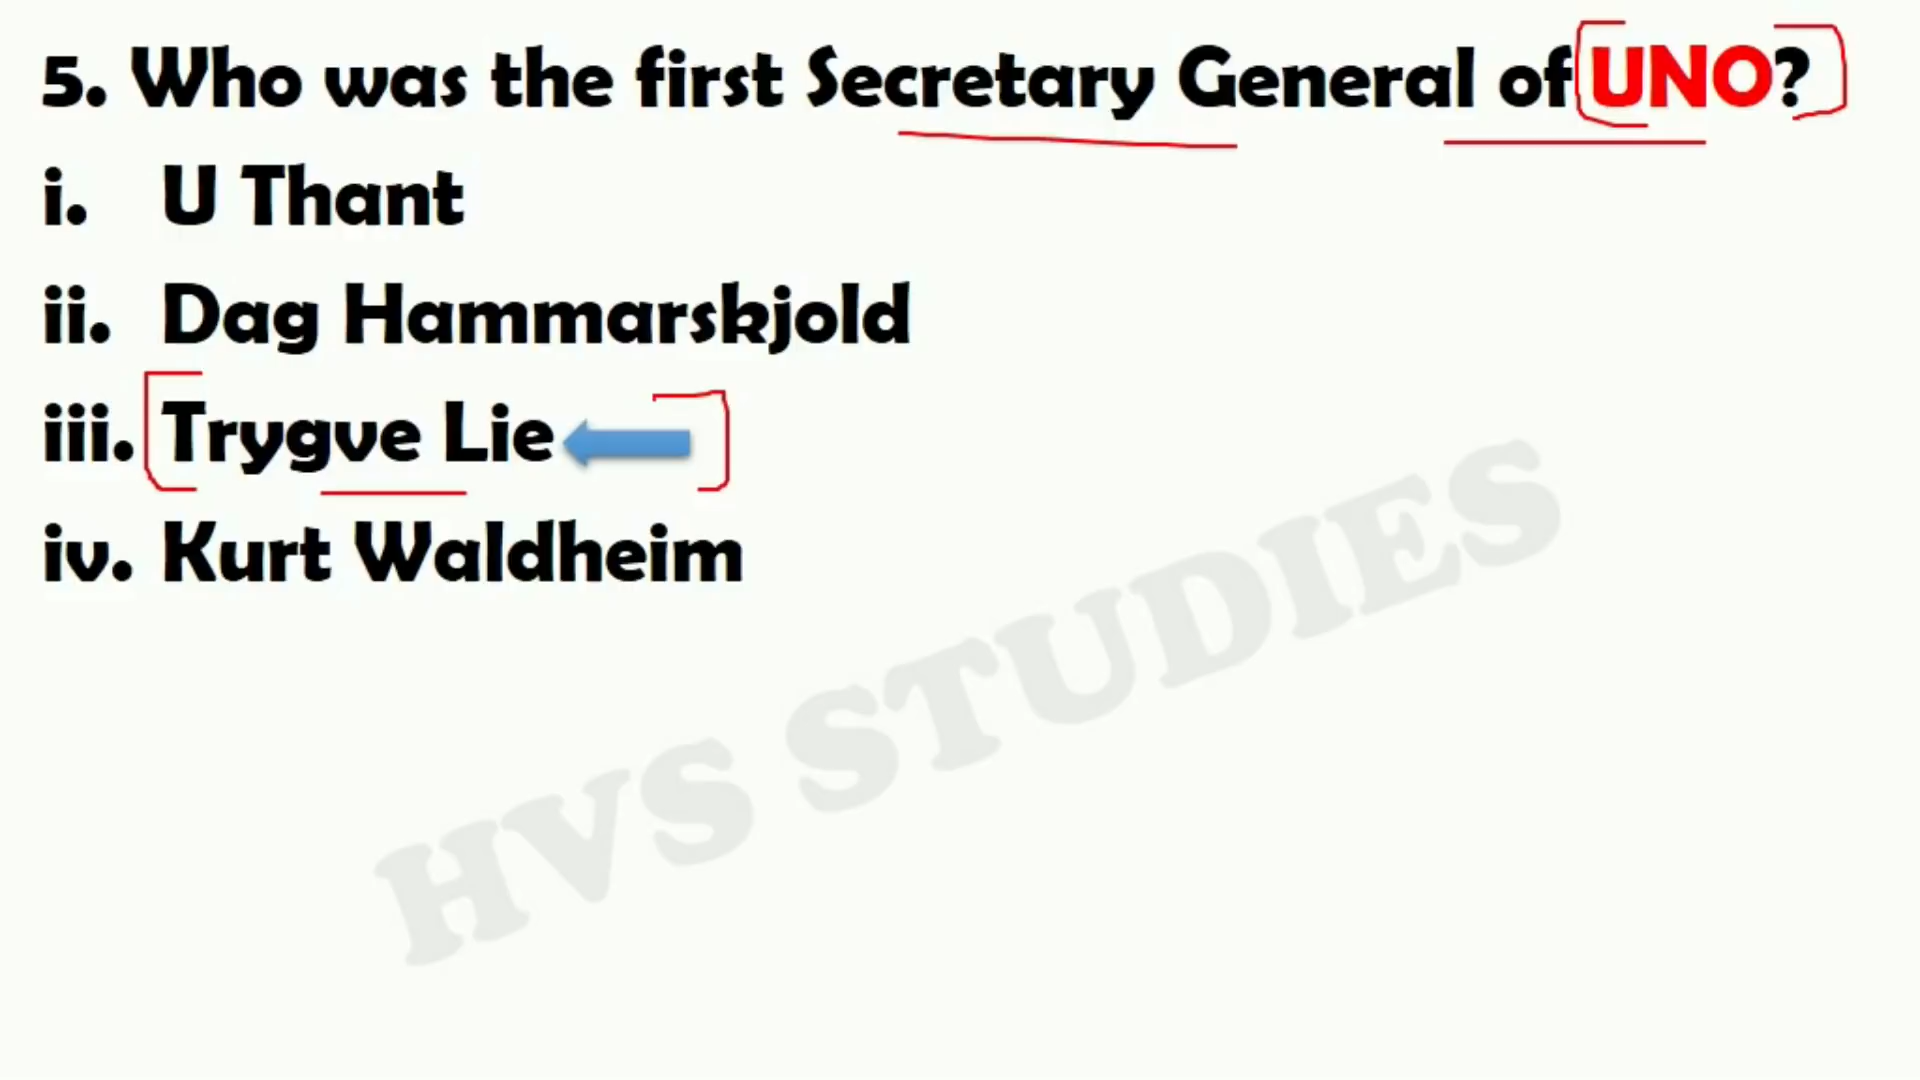 5. Who was the first Secretary General of UNO?
i. U Thant
ii. Dag Hammarskjold
iii. Trygve Lie
iv. Kurt Waldheim
HVS STUDIES